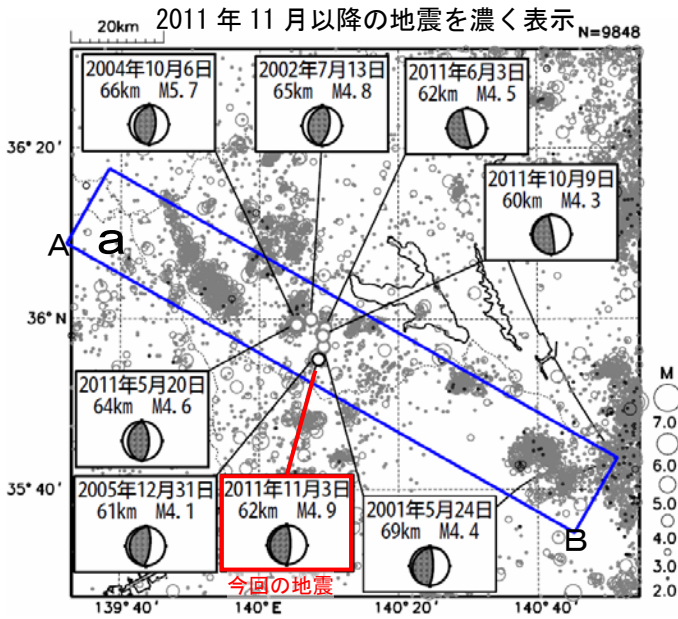 2011 年 11 月以降の地震を濃く表示
20km
N=9848
2004年10月6日
66km M5.7
2002年7月13日
65km M4.8
2011年6月3日
62km M4.5
2011年10月9日
60km M4.3
36°20'
A
a
36°N
2011年5月20日
64km M4.6
2005年12月31日
61km M4.1
2011年11月3日
62km M4.9
今回の地震
2001年5月24日
69km M4.4
B
35°40'
139°40'
140°E
140°20'
140°40'
M
7.0
6.0
5.0
4.0
3.0
2.0